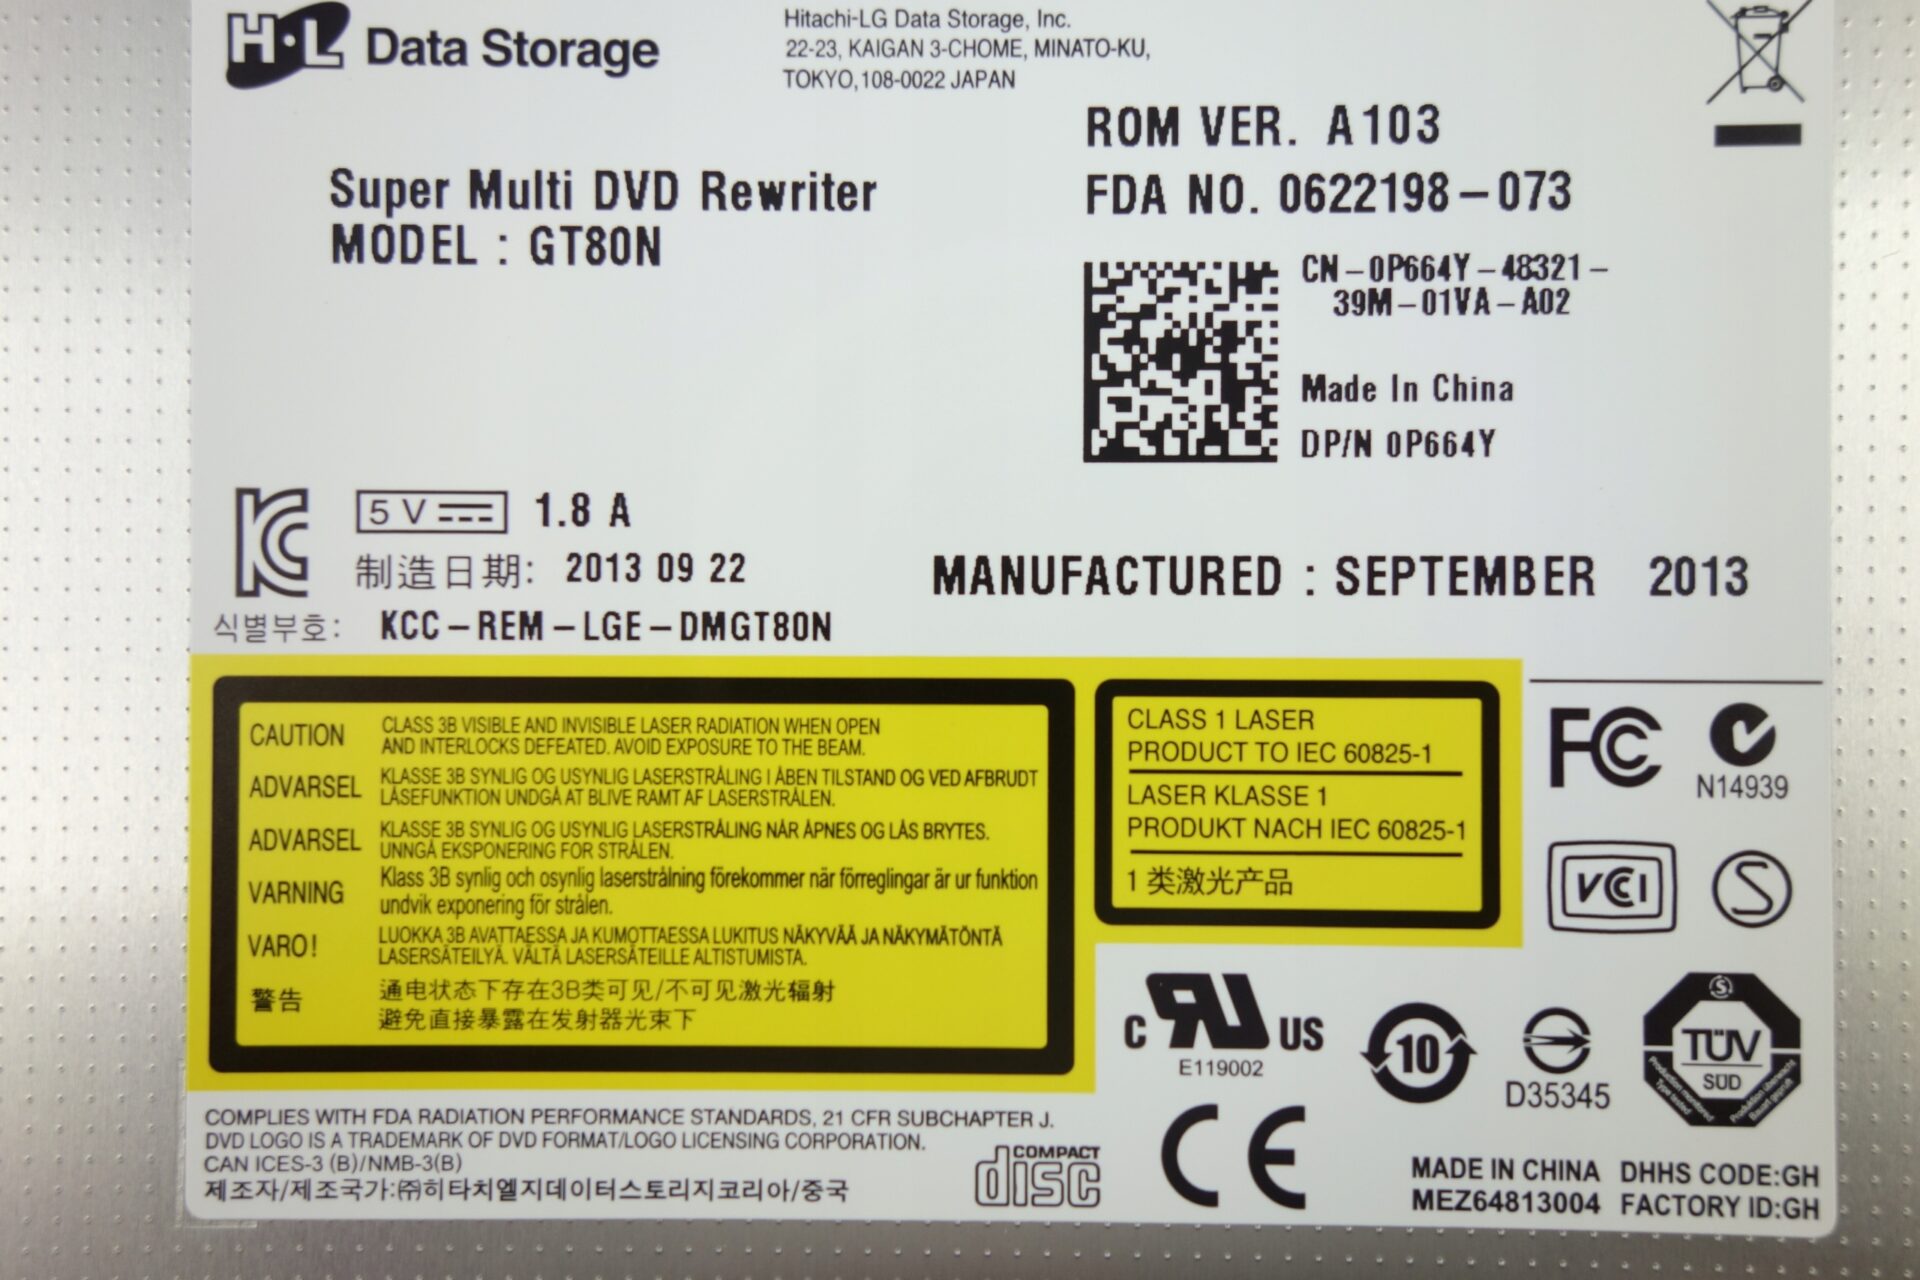 H·L Data Storage
Hitachi-LG Data Storage, Inc.
22-23, KAIGAN 3-CHOME, MINATO-KU,
TOKYO, 108-0022 JAPAN
ROM VER. A103
FDA NO. 0622198-073
Super Multi DVD Rewriter
MODEL : GT80N
CN-0P664Y-48321-
39M-01VA-A02
Made In China
DP/N 0P664Y
5 V 1.8 A
制造日期: 2013 09 22
MANUFACTURED : SEPTEMBER 2013
식별부호: KCC-REM-LGE-DMGT80N
CAUTION CLASS 3B VISIBLE AND INVISIBLE LASER RADIATION WHEN OPEN
AND INTERLOCKS DEFEATED. AVOID EXPOSURE TO THE BEAM.
ADVARSEL KLASSE 3B SYNLIG OG USYNLIG LASERSTRÅLING I ÅBEN TILSTAND OG VED AFBRUDT
LÅSEFUNKTION UNDGÅ AT BLIVE RAMT AF LASERSTRÅLEN.
ADVARSEL KLASSE 3B SYNLIG OG USYNLIG LASERSTRÅLING NÅR ÅPNES OG LÅS BRYTES.
UNNGÅ EKSPONERING FOR STRÅLEN.
VARNING Klass 3B synlig och osynlig laserstrålning förekommer när förreglingar är ur funktion
undvik exponering för strålen.
VARO! LUOKKA 3B AVATTAESSA JA KUMOTTAESSA LUKITUS NÄKYVÄÄ JA NÄKYMÄTÖNTÄ
LASERSÄTEILYÄ. VÄLTÄ LASERSÄTEILLE ALTISTUMISTA.
警告 通电状态下存在3B类可见/不可见激光辐射
避免直接暴露在发射器光束下
CLASS 1 LASER
PRODUCT TO IEC 60825-1
LASER KLASSE 1
PRODUKT NACH IEC 60825-1
1 类激光产品
FC
N14939
VCI
S
C RU US
E119002
10
D35345
TÜV
SÜD
Production monitored
Type tested
Produktion überwacht
Bauart geprüft
COMPLIES WITH FDA RADIATION PERFORMANCE STANDARDS, 21 CFR SUBCHAPTER J.
DVD LOGO IS A TRADEMARK OF DVD FORMAT/LOGO LICENSING CORPORATION.
CAN ICES-3 (B)/NMB-3(B)
제조자/제조국가:㈜히타치엘지데이터스토리지코리아/중국
COMPACT
disc
CE
MADE IN CHINA DHHS CODE:GH
MEZ64813004 FACTORY ID:GH